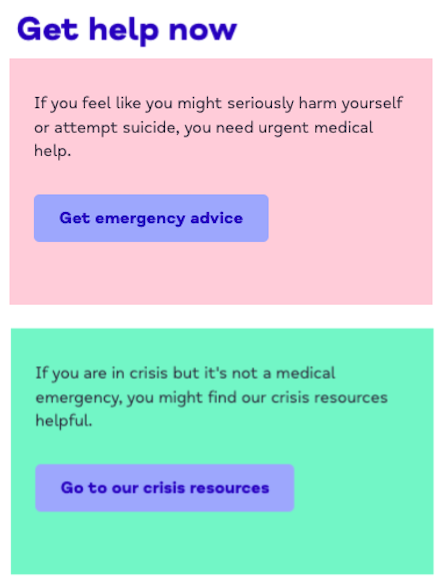 Get help now
If you feel like you might seriously harm yourself
or attempt suicide, you need urgent medical
help.
Get emergency advice
If you are in crisis but it's not a medical
emergency, you might find our crisis resources
helpful.
Go to our crisis resources